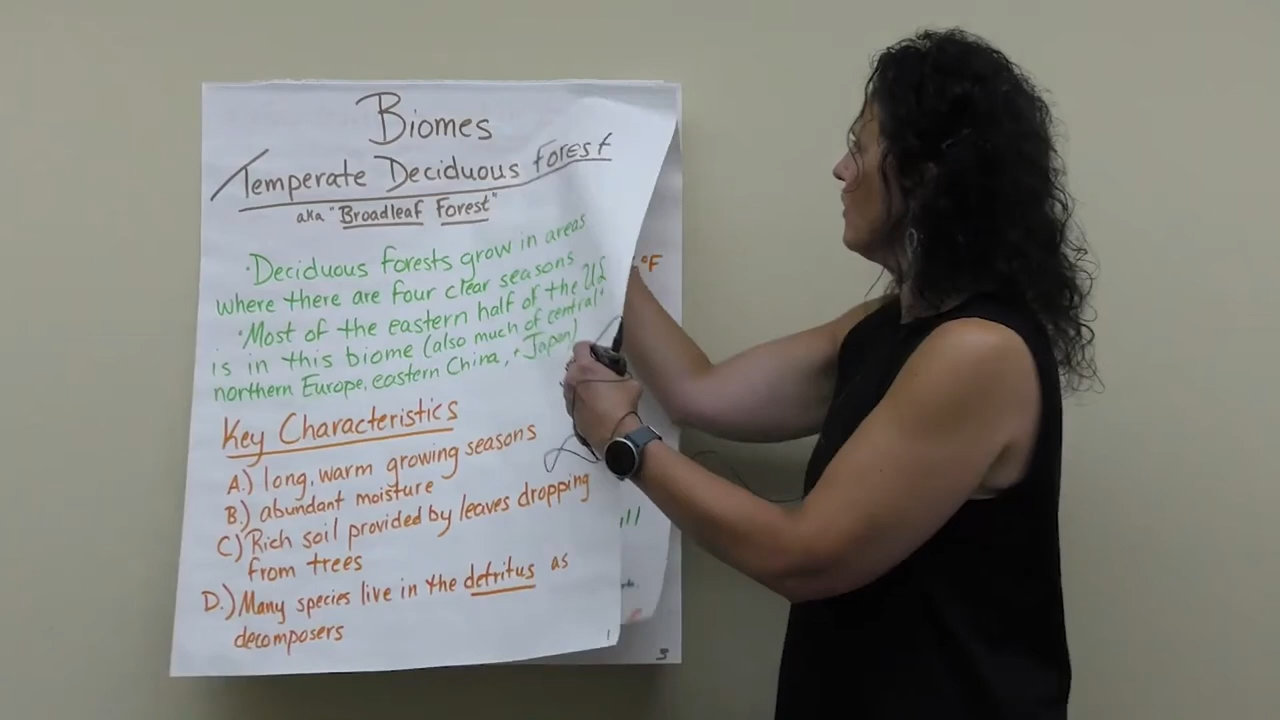 Biomes
Temperate Deciduous Forest
aka "Broadleaf Forest"
·Deciduous forests grow in areas
where there are four clear seasons
·Most of the eastern half of the US
is in this biome (also much of central
northern Europe, eastern China, + Japan)
°F
Key Characteristics
A.) long, warm growing seasons
B.) abundant moisture
C.) Rich soil provided by leaves dropping
from trees
D.) Many species live in the detritus as
decomposers
1
3